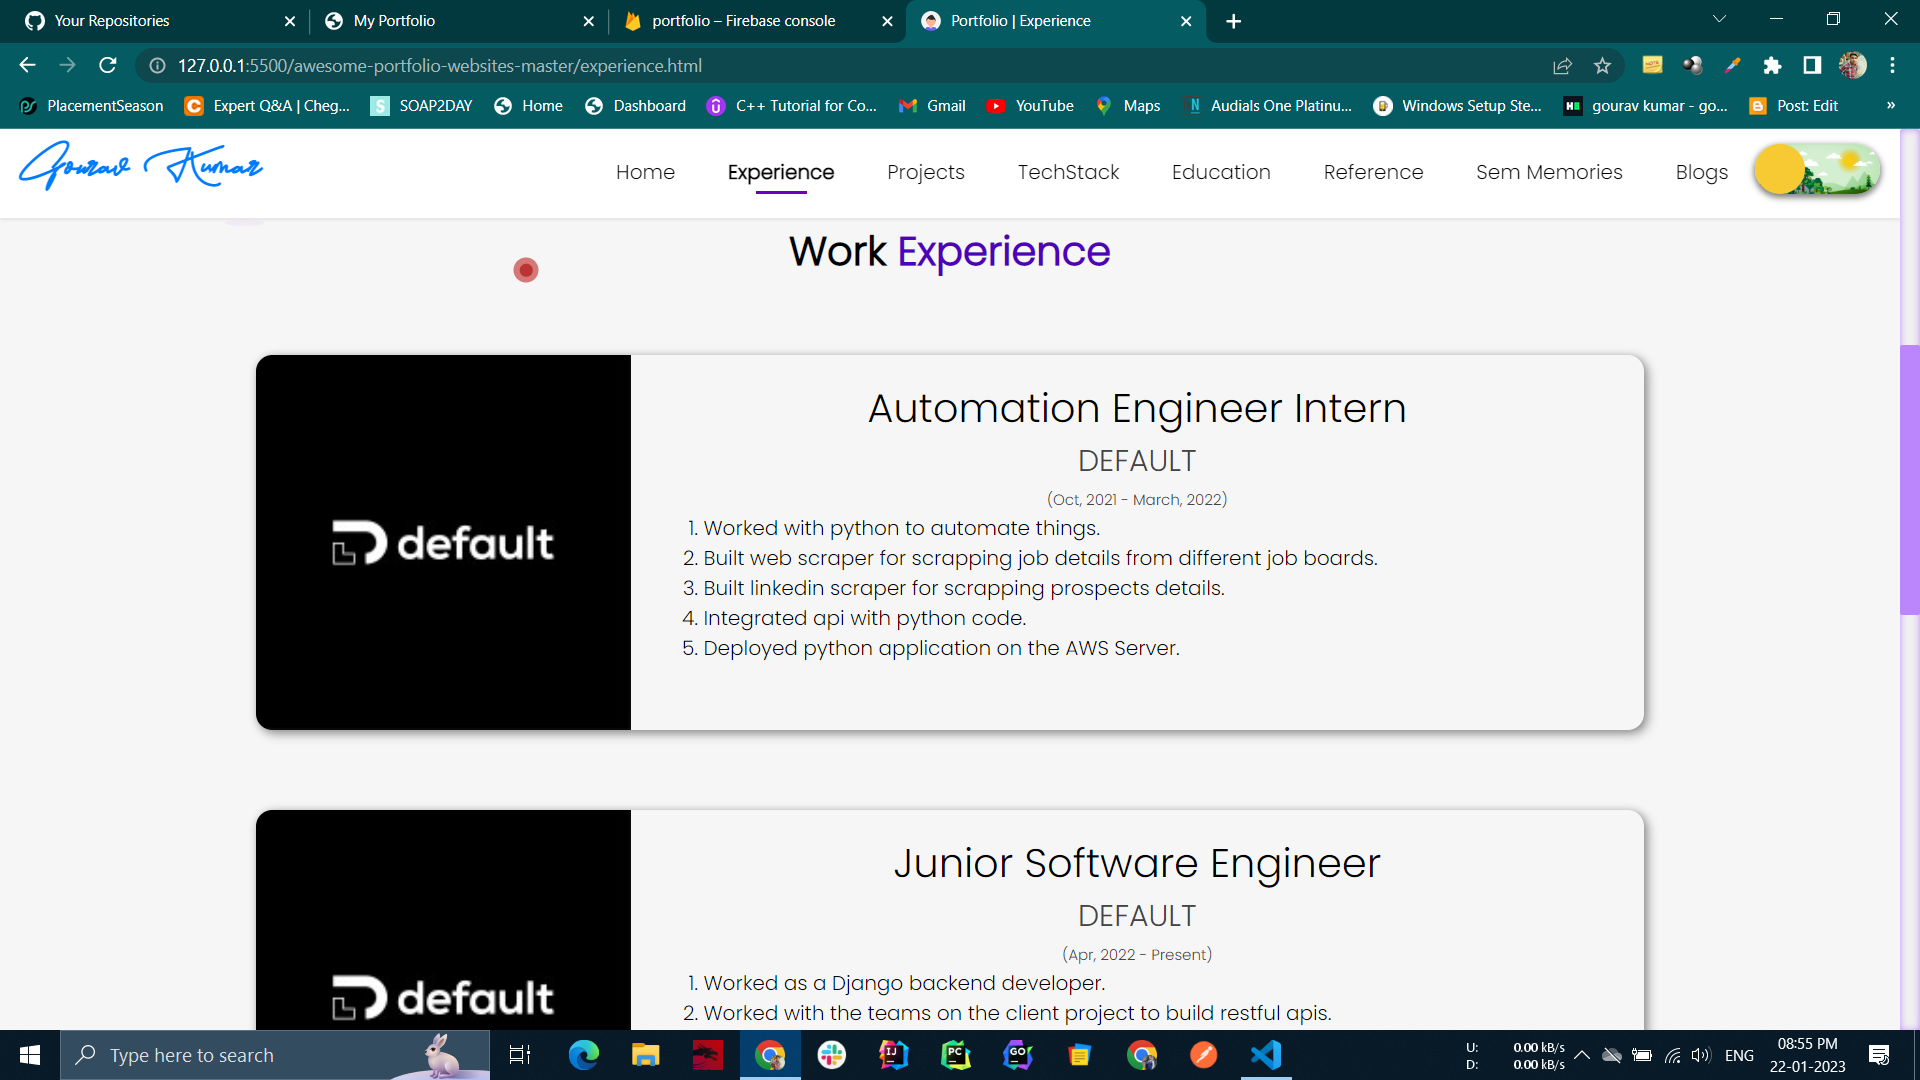 Your Repositories
My Portfolio
portfolio – Firebase console
Portfolio | Experience
127.0.0.1:5500/awesome-portfolio-websites-master/experience.html
PlacementSeason
Expert Q&A | Cheg...
SOAP2DAY
Home
Dashboard
C++ Tutorial for Co...
Gmail
YouTube
Maps
Audials One Platinu...
Windows Setup Ste...
gourav kumar - go...
Post: Edit
»
Gourav Kumar
Home
Experience
Projects
TechStack
Education
Reference
Sem Memories
Blogs
Work Experience
default
Automation Engineer Intern
DEFAULT
(Oct, 2021 - March, 2022)
1. Worked with python to automate things.
2. Built web scraper for scrapping job details from different job boards.
3. Built linkedin scraper for scrapping prospects details.
4. Integrated api with python code.
5. Deployed python application on the AWS Server.
default
Junior Software Engineer
DEFAULT
(Apr, 2022 - Present)
1. Worked as a Django backend developer.
2. Worked with the teams on the client project to build restful apis.
Type here to search
U: 0.00 kB/s
D: 0.00 kB/s
ENG
08:55 PM
22-01-2023